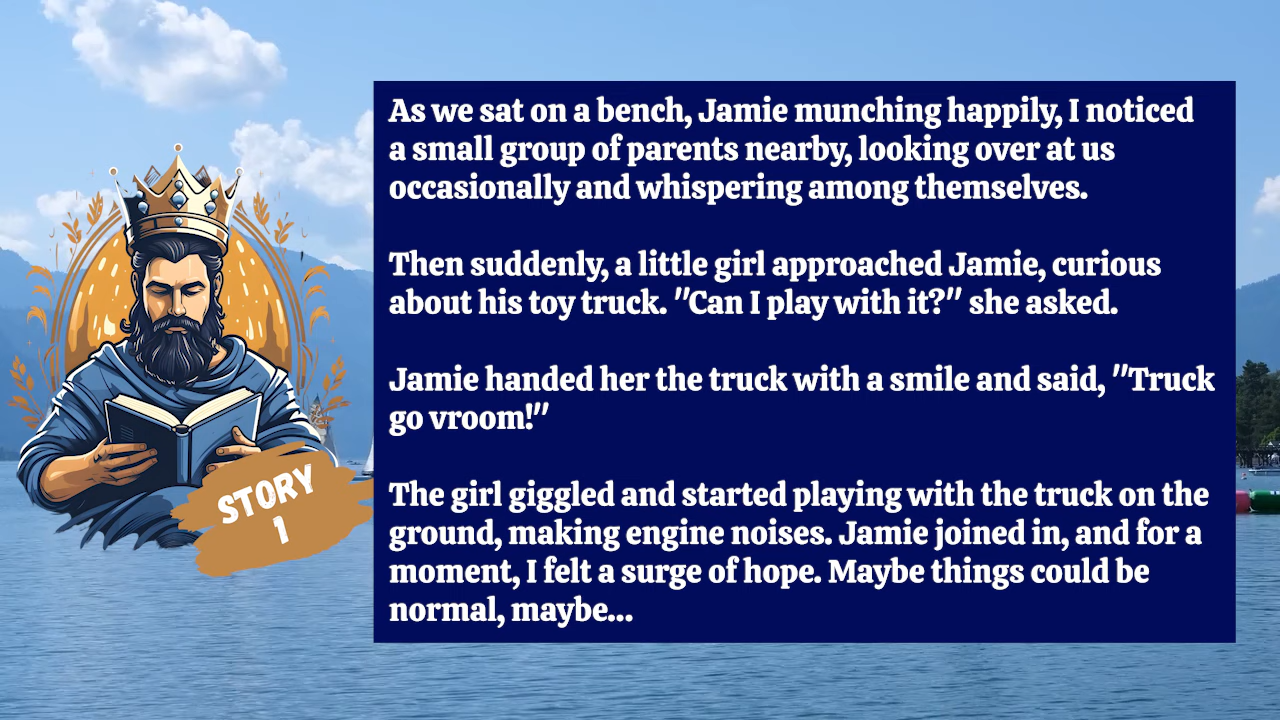 As we sat on a bench, Jamie munching happily, I noticed
a small group of parents nearby, looking over at us
occasionally and whispering among themselves.
Then suddenly, a little girl approached Jamie, curious
about his toy truck. "Can I play with it?" she asked.
Jamie handed her the truck with a smile and said, "Truck
go vroom!"
The girl giggled and started playing with the truck on the
ground, making engine noises. Jamie joined in, and for a
moment, I felt a surge of hope. Maybe things could be
normal, maybe...
STORY
1